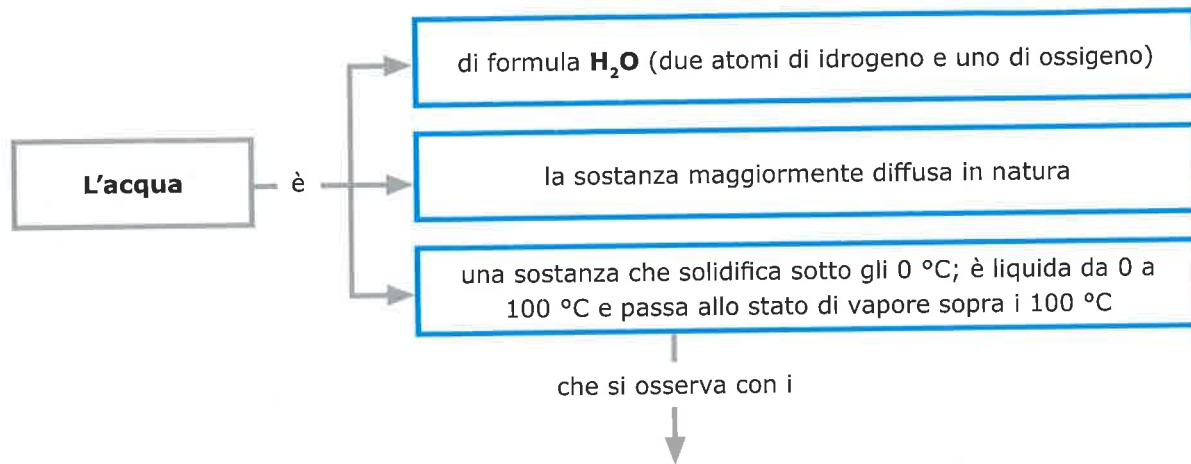 di formula H₂O (due atomi di idrogeno e uno di ossigeno)
L'acqua
è
la sostanza maggiormente diffusa in natura
una sostanza che solidifica sotto gli 0 °C; è liquida da 0 a
100 °C e passa allo stato di vapore sopra i 100 °C
che si osserva con i